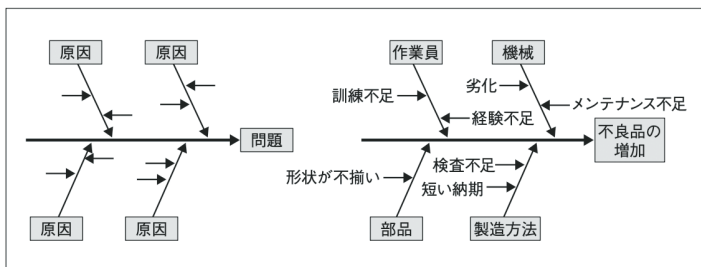 原因
原因
問題
原因
原因
作業員
機械
訓練不足
劣化
経験不足
メンテナンス不足
不良品の
増加
形状が不揃い
検査不足
短い納期
部品
製造方法